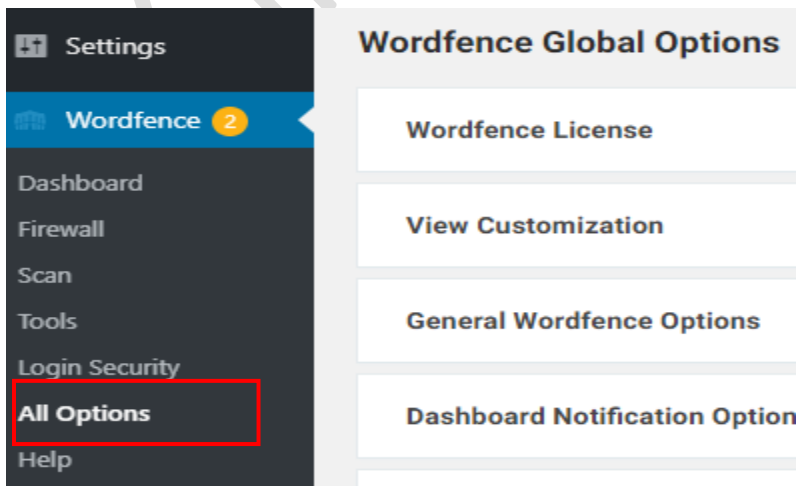 Settings
Wordfence 2
Dashboard
Firewall
Scan
Tools
Login Security
All Options
Help
Wordfence Global Options
Wordfence License
View Customization
General Wordfence Options
Dashboard Notification Option